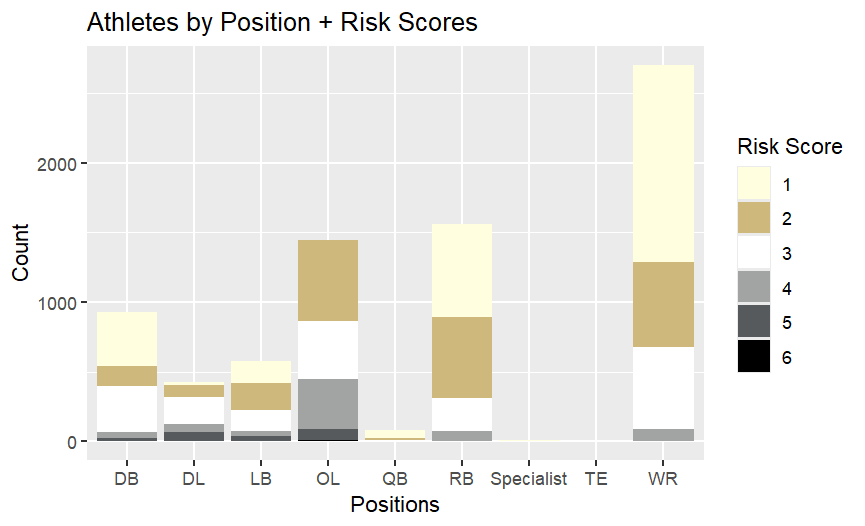 Athletes by Position + Risk Scores
Count
2000
1000
0
DB DL LB OL QB RB Specialist TE WR
Positions
Risk Score
1
2
3
4
5
6